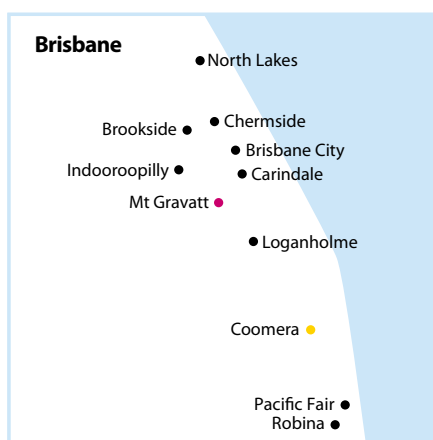 Brisbane
North Lakes
Chermside
Brookside
Brisbane City
Indooroopilly
Carindale
Mt Gravatt
Loganholme
Coomera
Pacific Fair
Robina